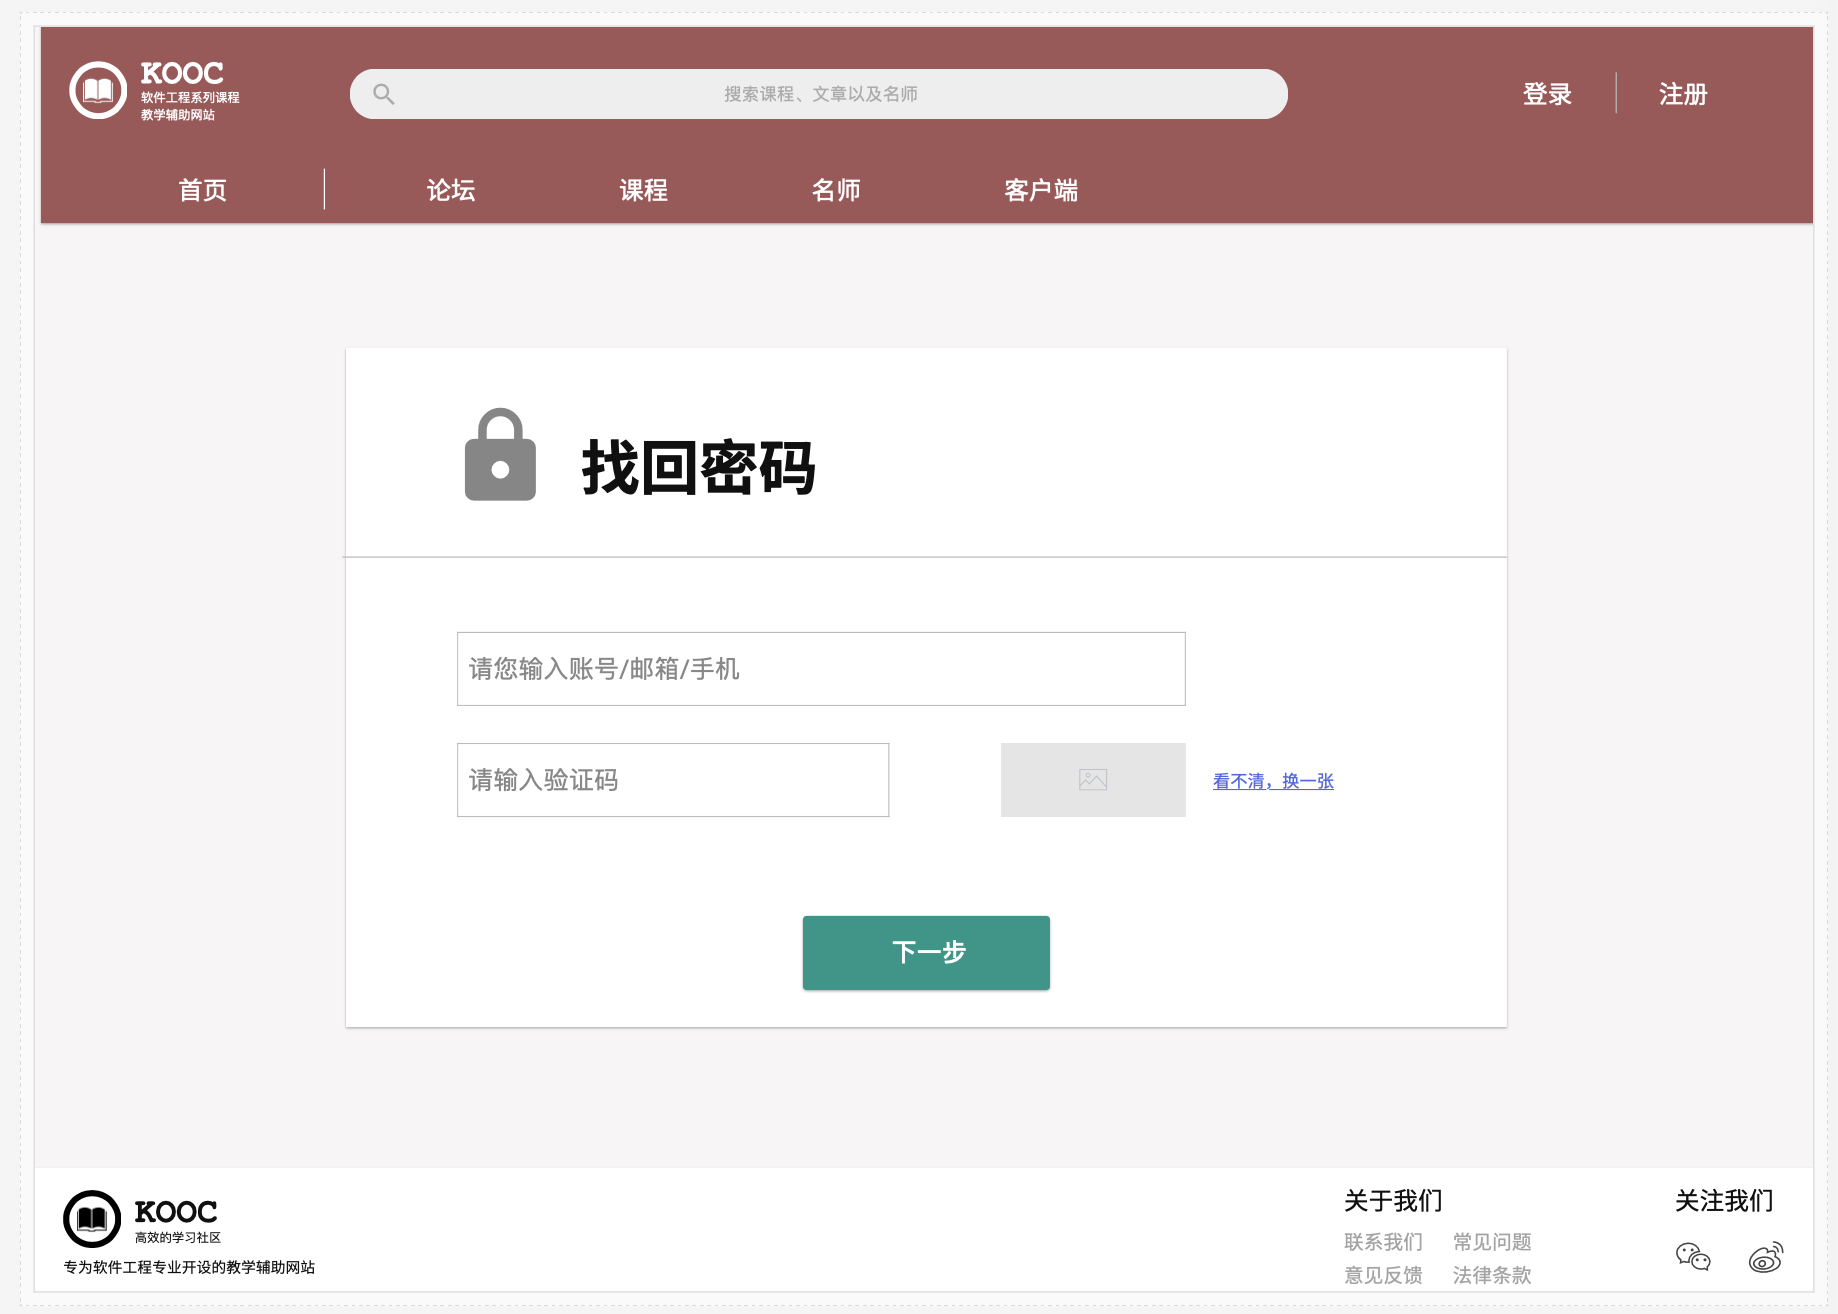 KOOC
软件工程系列课程
教学辅助网站
搜索课程、文章以及名师
登录
注册
首页
论坛
课程
名师
客户端
找回密码
请您输入账号/邮箱/手机
请输入验证码
看不清，换一张
下一步
KOOC
高效的学习社区
专为软件工程专业开设的教学辅助网站
关于我们
联系我们 常见问题
意见反馈 法律条款
关注我们